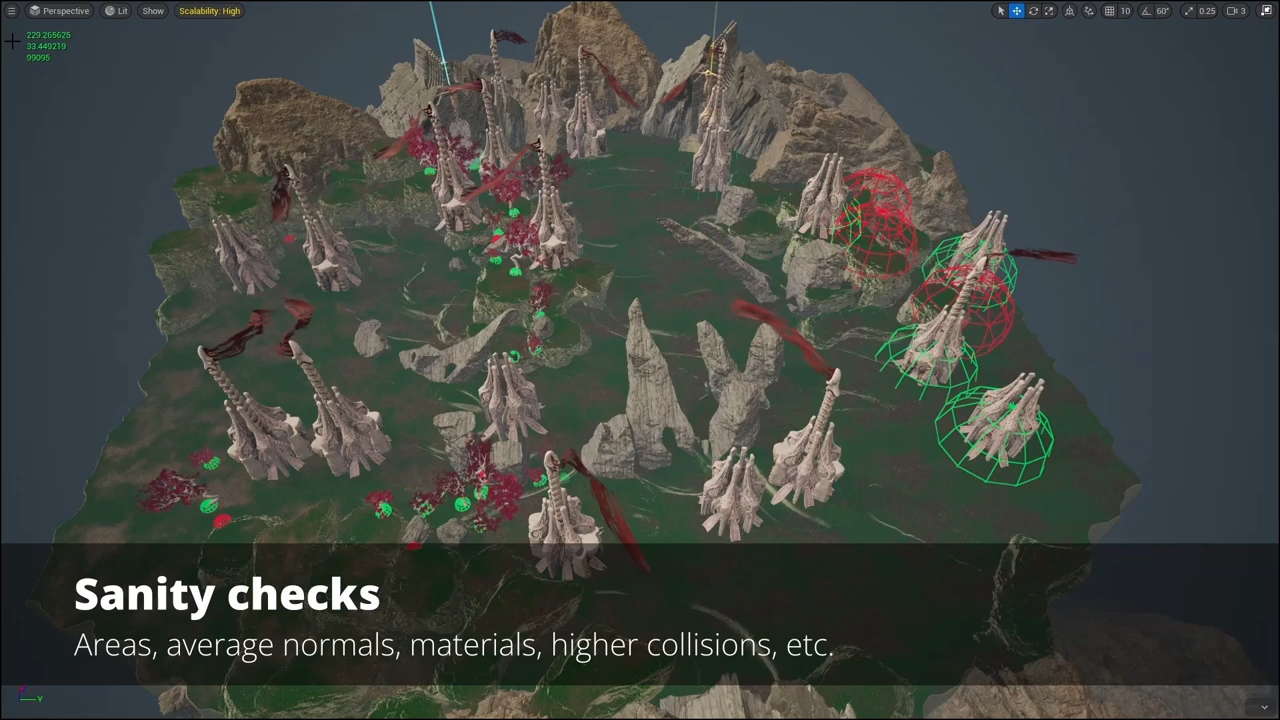 Perspective Lit Show Scalability: High 10 60° 0.25 3
229.265625
33.449219
99095
Sanity checks
Areas, average normals, materials, higher collisions, etc.
Y